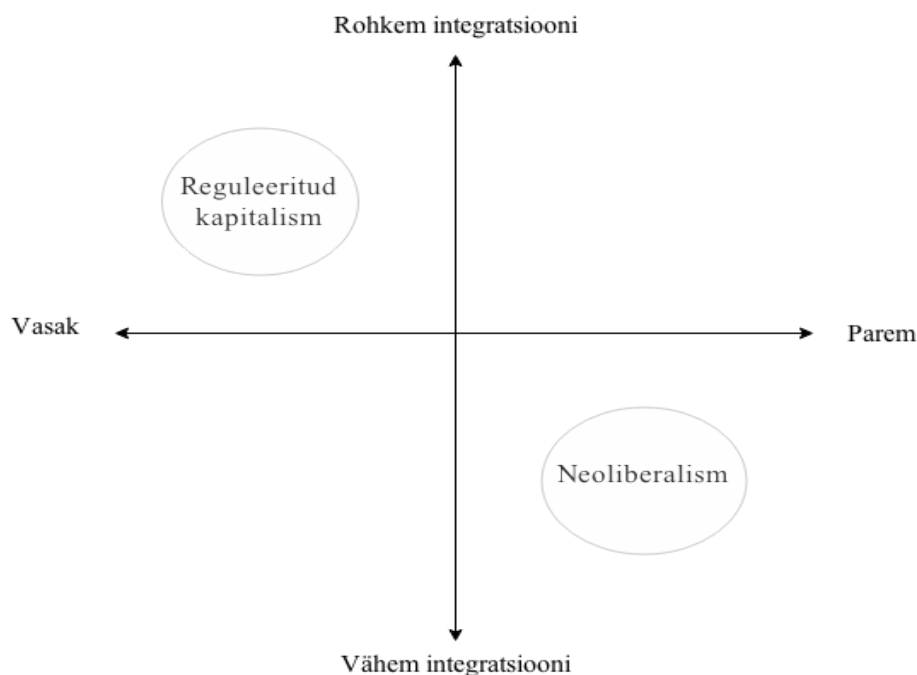 Rohkem integratsiooni
Reguleeritud
kapitalism
Vasak
Parem
Neoliberalism
Vähem integratsiooni